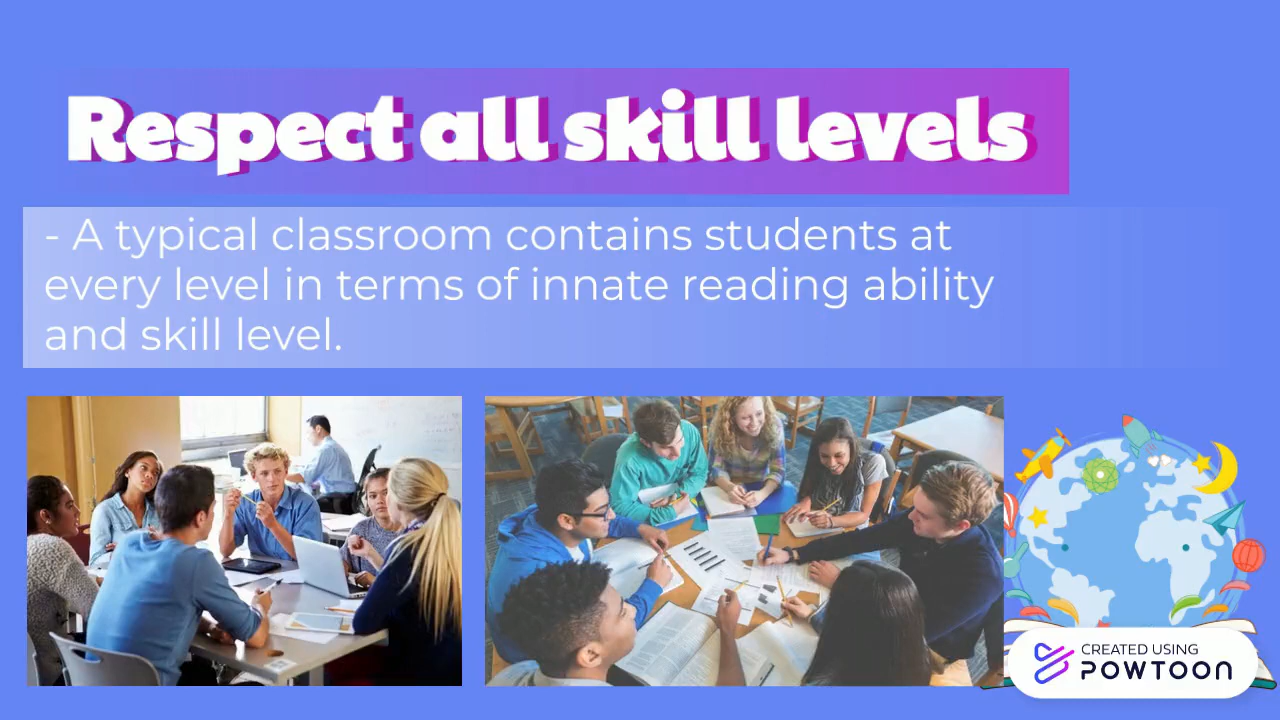 Respect all skill levels
- A typical classroom contains students at
every level in terms of innate reading ability
and skill level.
CREATED USING
POWTOON